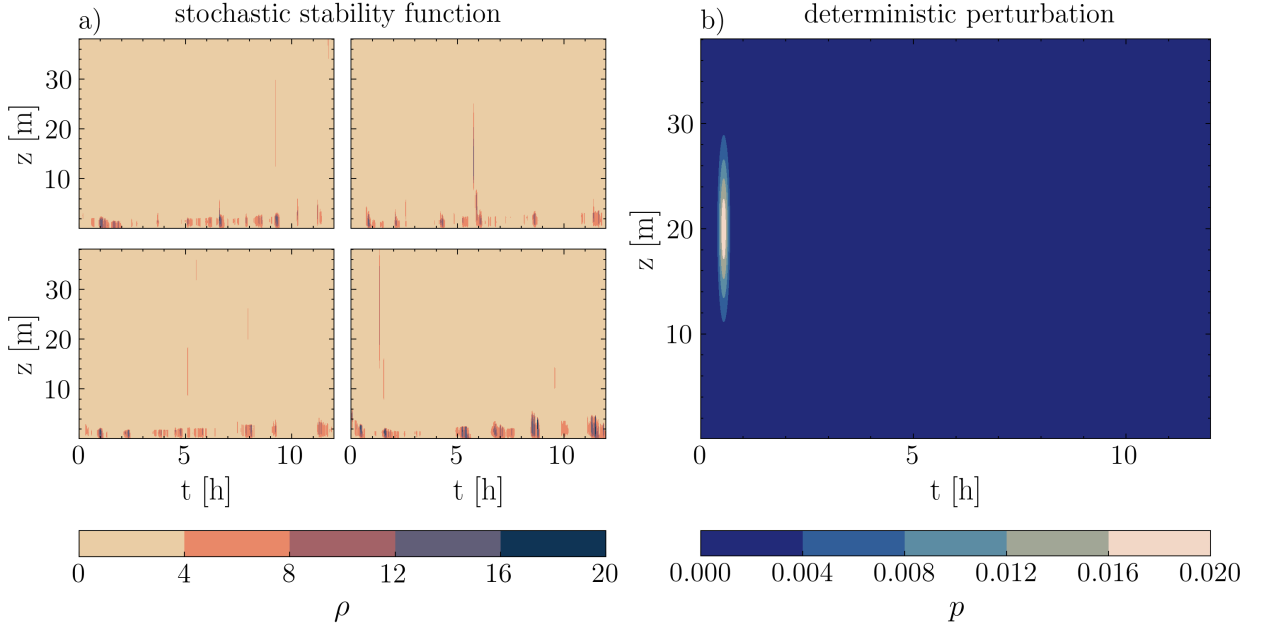 a) stochastic stability function
b) deterministic perturbation
z [m]
30
20
10
z [m]
30
20
10
0 5 10
t [h]
0 5 10
t [h]
z [m]
30
20
10
0 5 10
t [h]
0 4 8 12 16 20
ρ
0.000 0.004 0.008 0.012 0.016 0.020
p